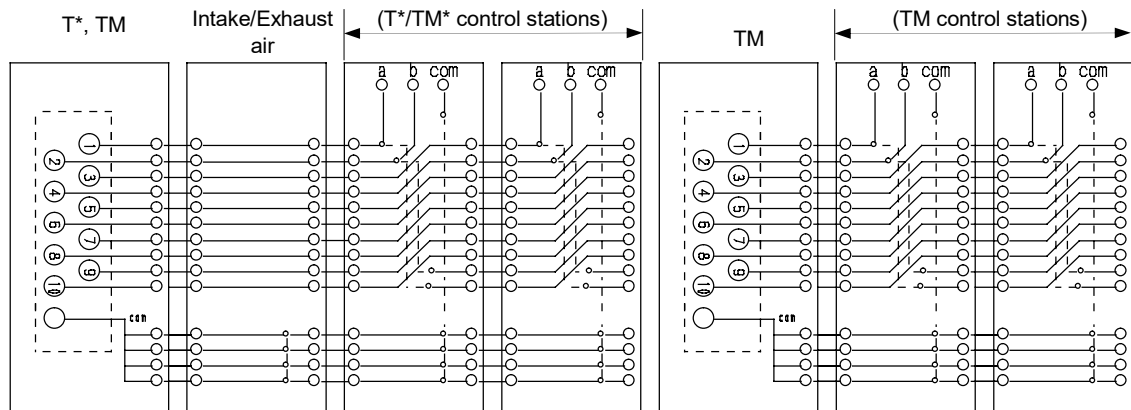 T*, TM
Intake/Exhaust
air
(T*/TM* control stations)
TM
(TM control stations)
a b com
a b com
a b com
a b com
1
2
3
4
5
6
7
8
9
10
com
1
2
3
4
5
6
7
8
9
10
com